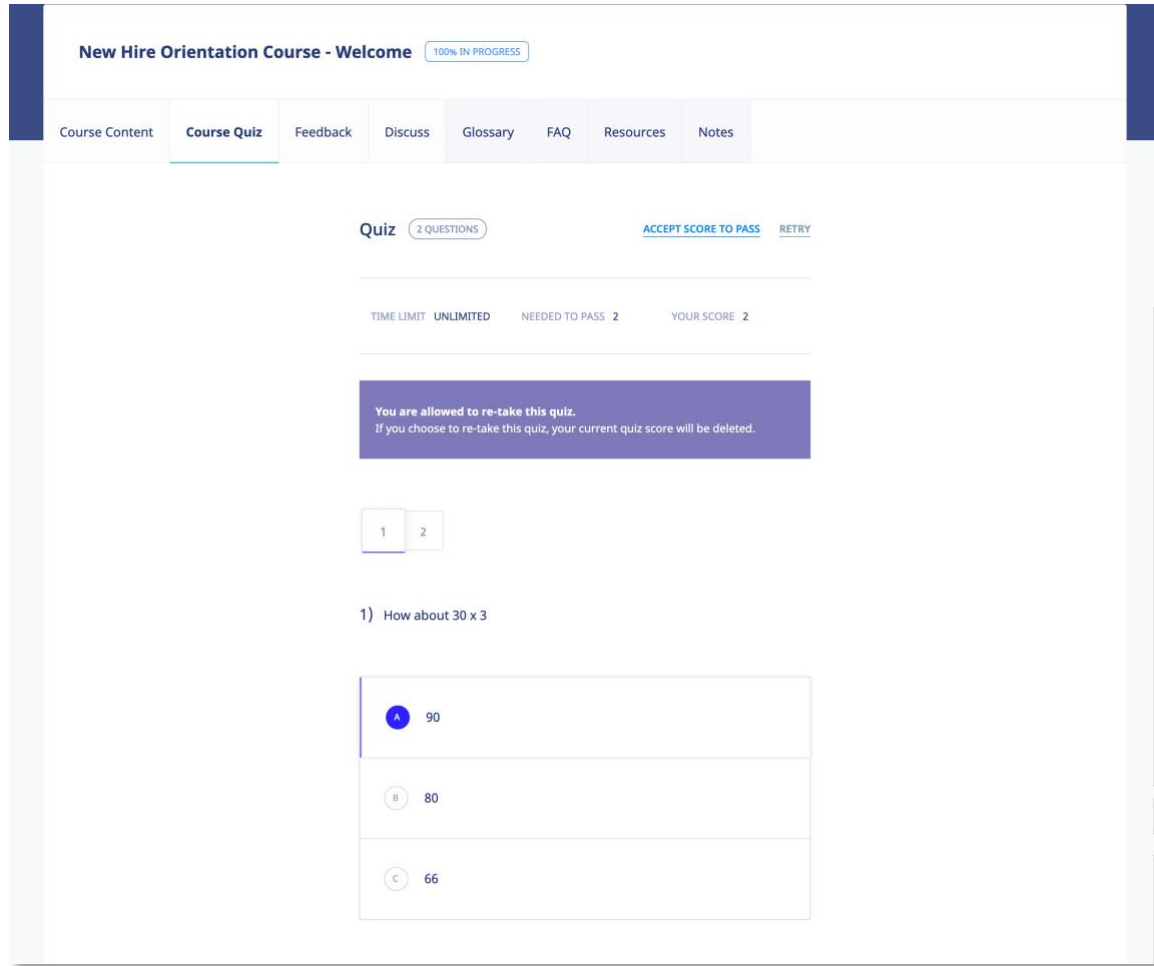 New Hire Orientation Course - Welcome 100% IN PROGRESS
Course Content Course Quiz Feedback Discuss Glossary FAQ Resources Notes
Quiz 2 QUESTIONS ACCEPT SCORE TO PASS RETRY
TIME LIMIT UNLIMITED NEEDED TO PASS 2 YOUR SCORE 2
You are allowed to re-take this quiz.
If you choose to re-take this quiz, your current quiz score will be deleted.
1 2
1) How about 30 x 3
A 90
B 80
C 66